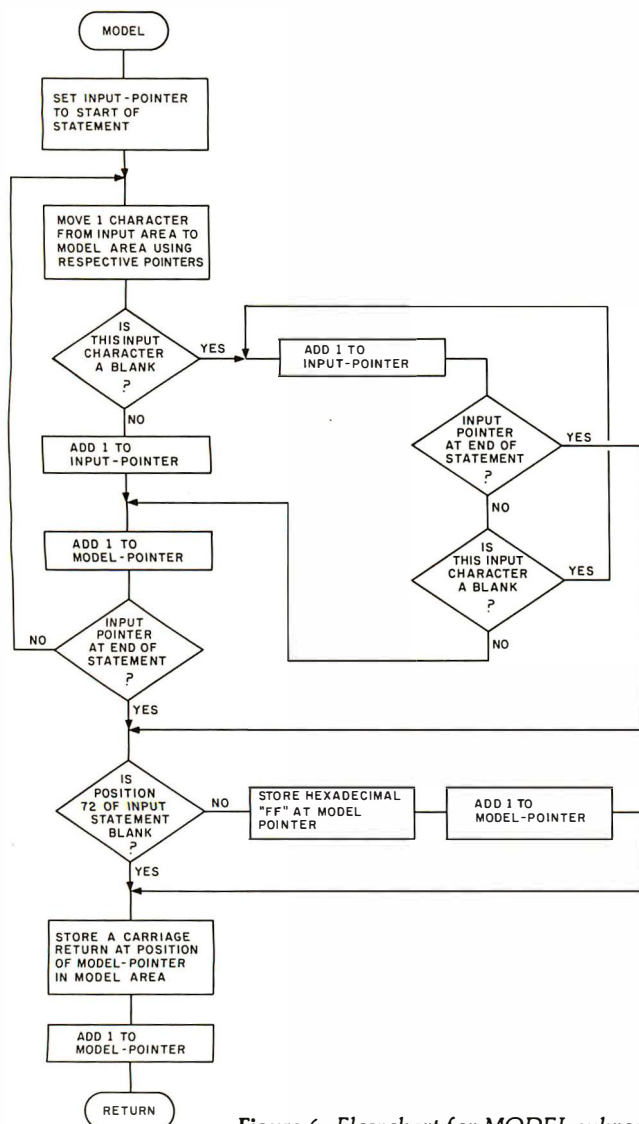 MODEL
SET INPUT-POINTER
TO START OF
STATEMENT
MOVE 1 CHARACTER
FROM INPUT AREA TO
MODEL AREA USING
RESPECTIVE POINTERS
IS
THIS INPUT
CHARACTER
A BLANK
?
YES
NO
ADD 1 TO
INPUT-POINTER
INPUT
POINTER
AT END OF
STATEMENT
?
YES
NO
IS
THIS INPUT
CHARACTER
A BLANK
?
YES
NO
ADD 1 TO
INPUT-POINTER
ADD 1 TO
MODEL-POINTER
INPUT
POINTER
AT END OF
STATEMENT
?
NO
YES
IS
POSITION
72 OF INPUT
STATEMENT
BLANK
?
NO
STORE HEXADECIMAL
"FF" AT MODEL
POINTER
ADD 1 TO
MODEL-POINTER
YES
STORE A CARRIAGE
RETURN AT POSITION
OF MODEL-POINTER
IN MODEL AREA
ADD 1 TO
MODEL-POINTER
RETURN
Flowchart for MODEL